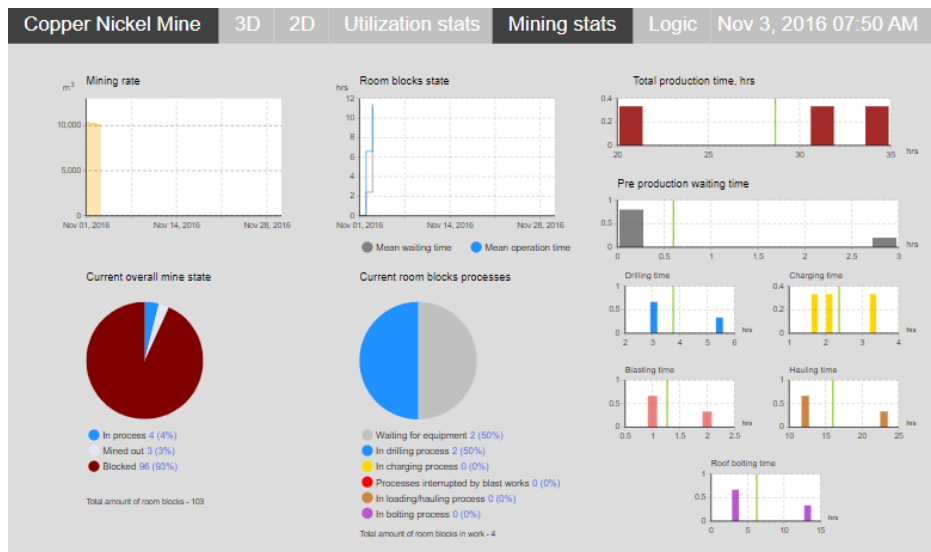 Copper Nickel Mine 3D 2D Utilization stats Mining stats Logic Nov 3, 2016 07:50 AM
Mining rate
m3
10,000
5,000
0
Nov 01, 2016 Nov 14, 2016 Nov 28, 2016
Room blocks state
hrs
12
10
8
6
4
2
0
Nov 01, 2016 Nov 14, 2016 Nov 28, 2016
Mean waiting time Mean operation time
Total production time, hrs
0.4
0.2
0
20 25 30 35 hrs
Pre production waiting time
1
0.5
0
0 0.5 1 1.5 2 2.5 3 hrs
Current overall mine state
In process 4 (4%)
Mined out 3 (3%)
Blocked 96 (93%)
Total amount of room blocks - 103
Current room blocks processes
Waiting for equipment 2 (50%)
In drilling process 2 (50%)
In charging process 0 (0%)
Processes interrupted by blast works 0 (0%)
In loading/hauling process 0 (0%)
In bolting process 0 (0%)
Total amount of room blocks in work - 4
Drilling time
1
0.5
0
2 3 4 5 6 hrs
Charging time
0.4
0.2
0
1 2 3 4 hrs
Blasting time
1
0.5
0
0.5 1 1.5 2 2.5 hrs
Hauling time
1
0.5
0
10 15 20 25 hrs
Roof bolting time
1
0.5
0
0 5 10 15 hrs